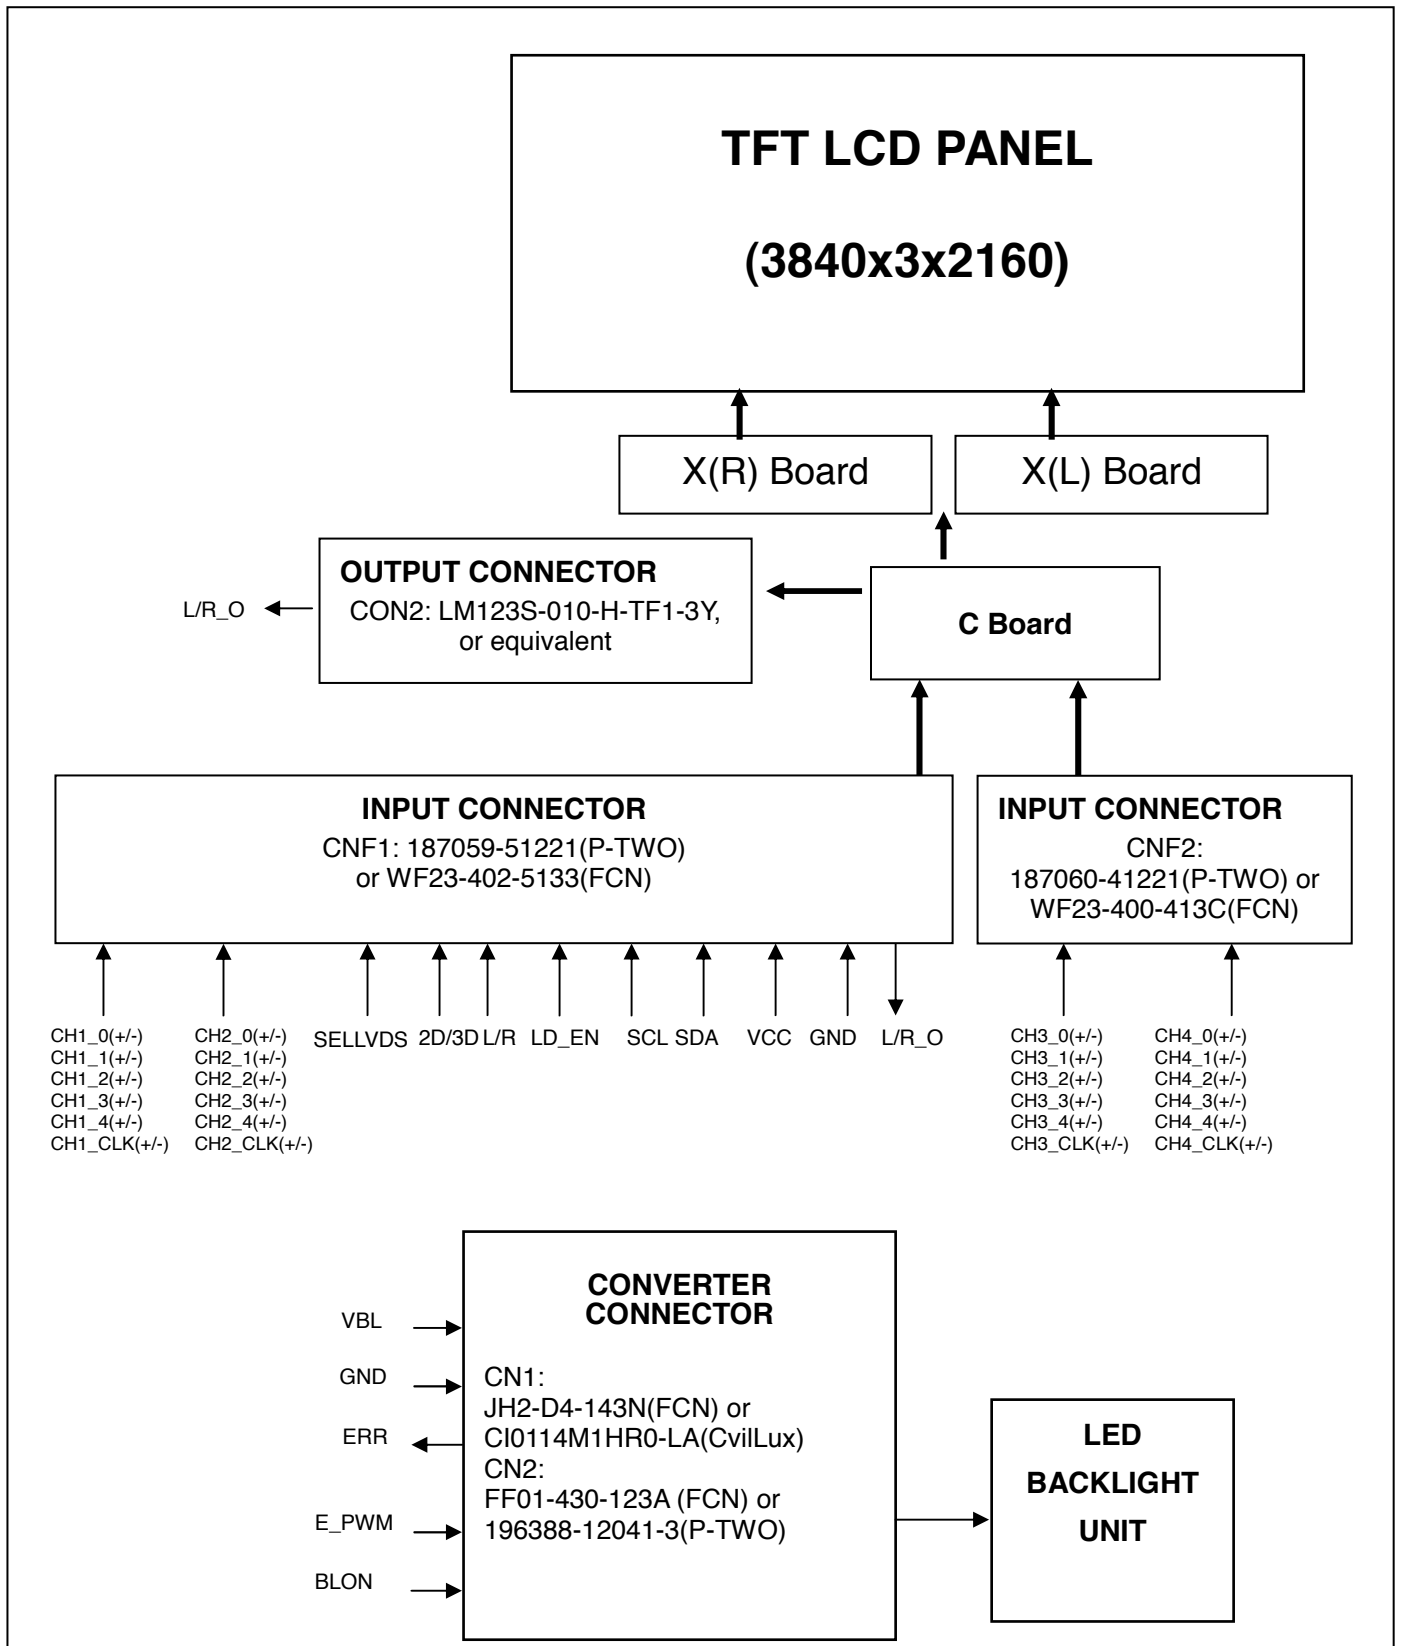 TFT LCD PANEL
(3840x3x2160)
X(R) Board
X(L) Board
OUTPUT CONNECTOR
CON2: LM123S-010-H-TF1-3Y,
or equivalent
L/R_O
C Board
INPUT CONNECTOR
CNF1: 187059-51221(P-TWO)
or WF23-402-5133(FCN)
INPUT CONNECTOR
CNF2:
187060-41221(P-TWO) or
WF23-400-413C(FCN)
CH1_0(+/-)
CH1_1(+/-)
CH1_2(+/-)
CH1_3(+/-)
CH1_4(+/-)
CH1_CLK(+/-)
CH2_0(+/-)
CH2_1(+/-)
CH2_2(+/-)
CH2_3(+/-)
CH2_4(+/-)
CH2_CLK(+/-)
SELLVDS
2D/3D
L/R
LD_EN
SCL
SDA
VCC
GND
L/R_O
CH3_0(+/-)
CH3_1(+/-)
CH3_2(+/-)
CH3_3(+/-)
CH3_4(+/-)
CH3_CLK(+/-)
CH4_0(+/-)
CH4_1(+/-)
CH4_2(+/-)
CH4_3(+/-)
CH4_4(+/-)
CH4_CLK(+/-)
VBL
GND
ERR
E_PWM
BLON
CONVERTER
CONNECTOR
CN1:
JH2-D4-143N(FCN) or
CI0114M1HR0-LA(CvilLux)
CN2:
FF01-430-123A (FCN) or
196388-12041-3(P-TWO)
LED
BACKLIGHT
UNIT